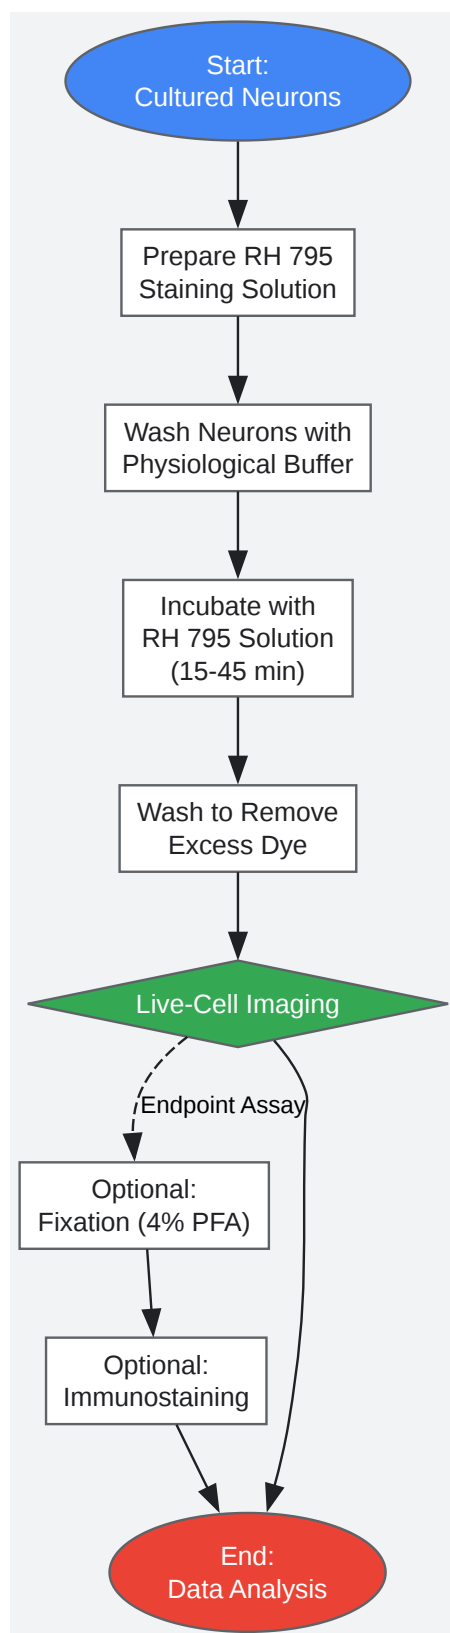 Start:
Cultured Neurons
Prepare RH 795
Staining Solution
Wash Neurons with
Physiological Buffer
Incubate with
RH 795 Solution
(15-45 min)
Wash to Remove
Excess Dye
Live-Cell Imaging
Endpoint Assay
Optional:
Fixation (4% PFA)
Optional:
Immunostaining
End:
Data Analysis